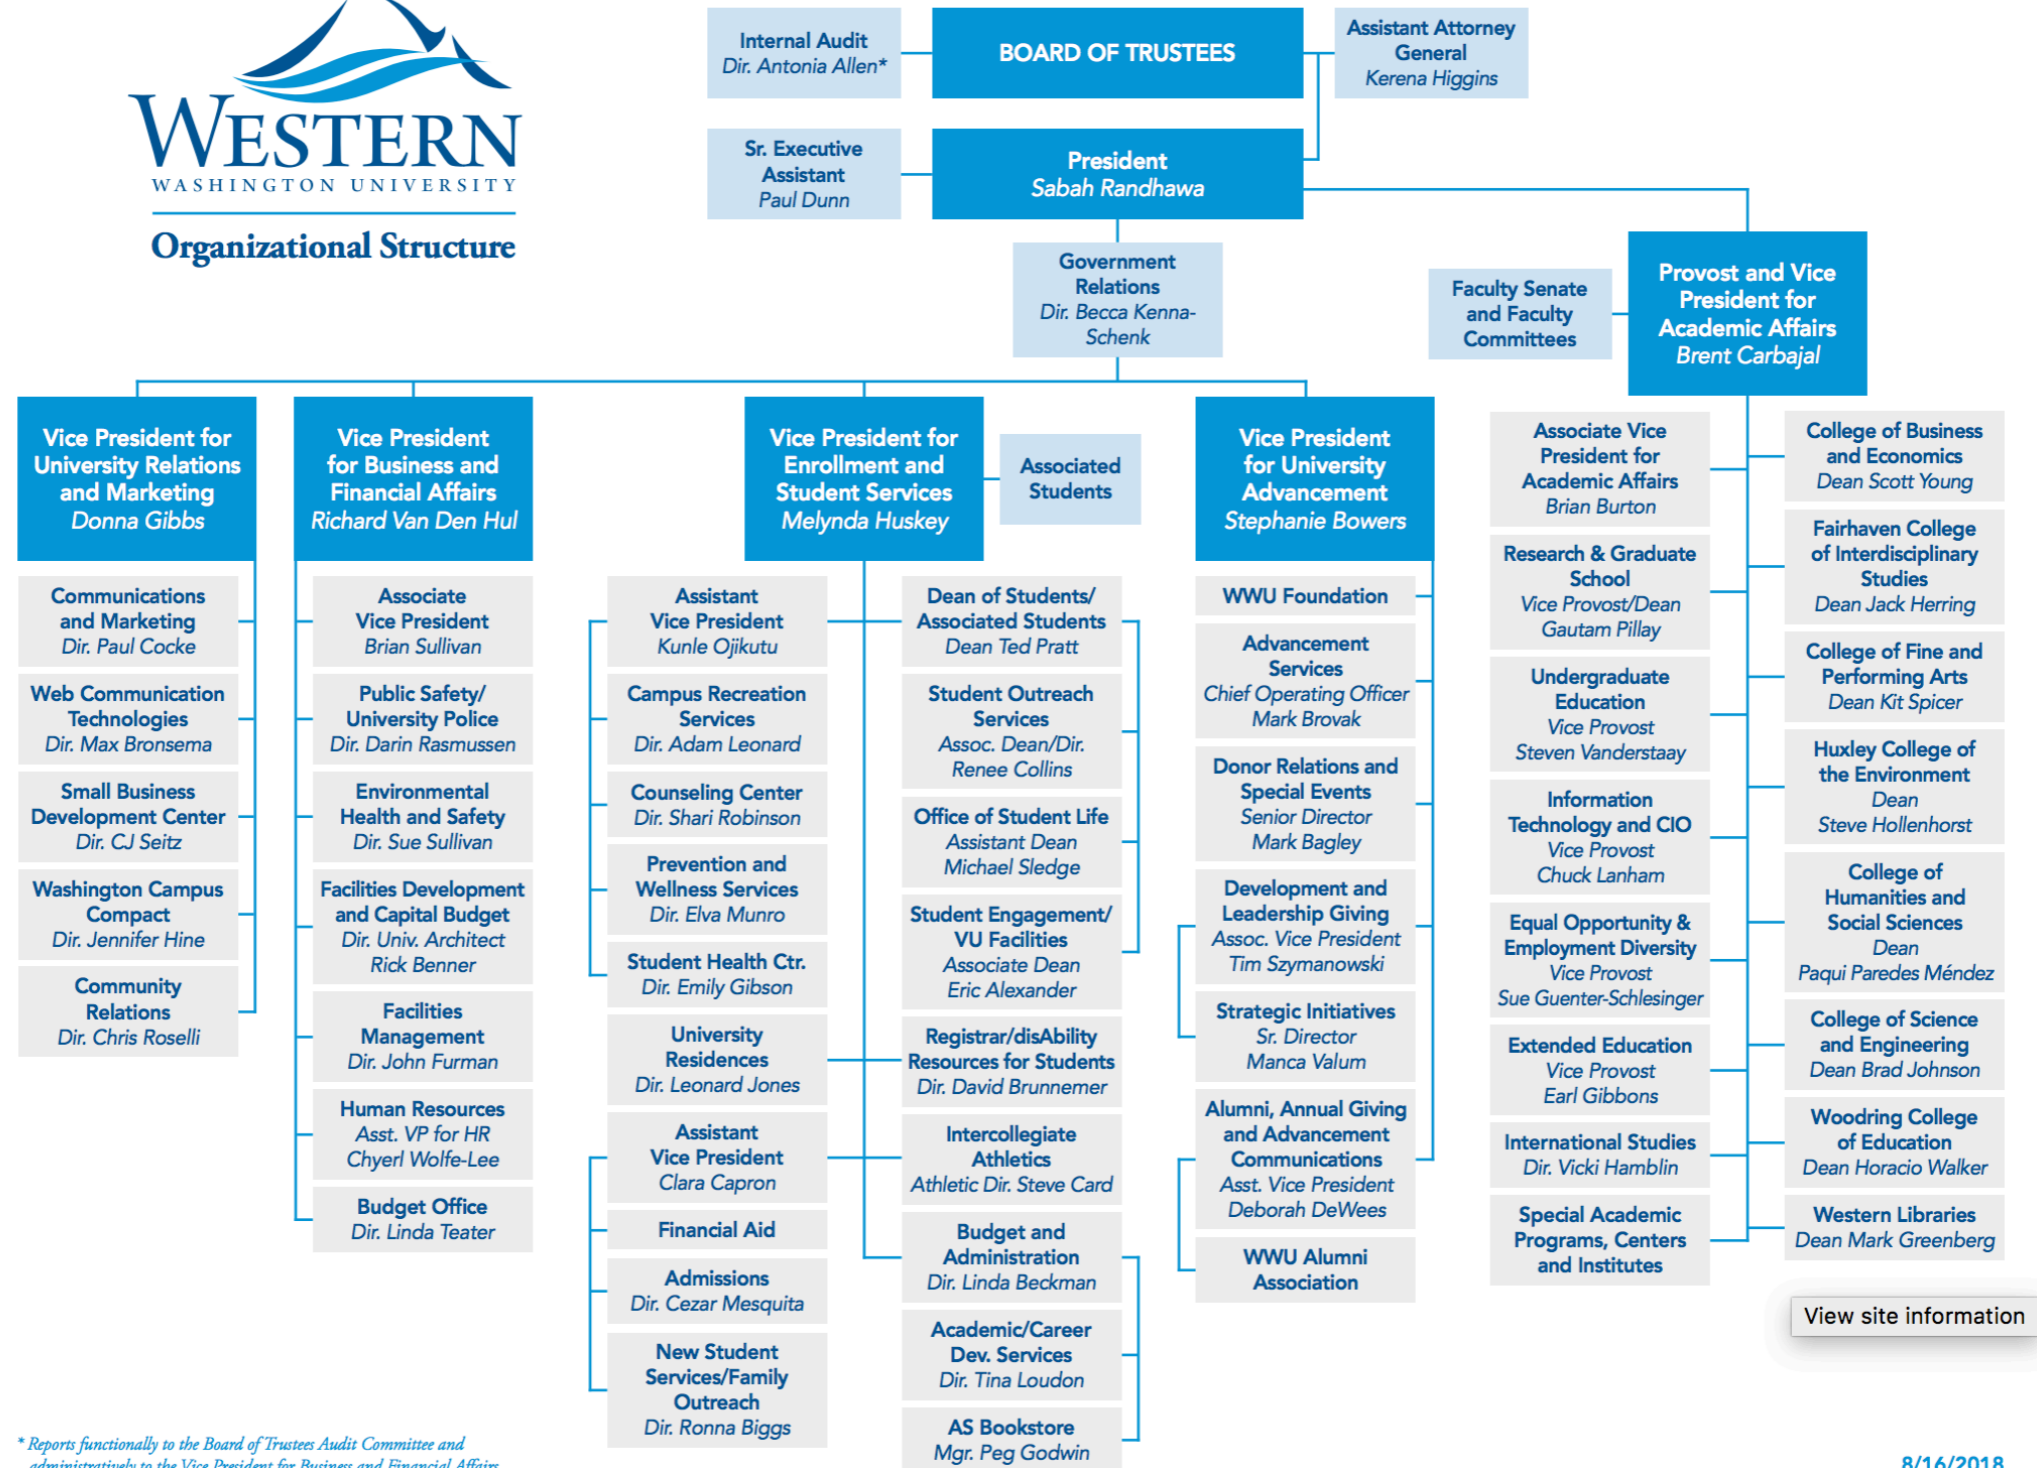 WESTERN
WASHINGTON UNIVERSITY
Organizational Structure
Internal Audit
Dir. Antonia Allen*
BOARD OF TRUSTEES
Assistant Attorney
General
Kerena Higgins
Sr. Executive
Assistant
Paul Dunn
President
Sabah Randhawa
Government
Relations
Dir. Becca Kenna-
Schenk
Faculty Senate
and Faculty
Committees
Provost and Vice
President for
Academic Affairs
Brent Carbajal
Vice President for
University Relations
and Marketing
Donna Gibbs
Communications
and Marketing
Dir. Paul Cocke
Web Communication
Technologies
Dir. Max Bronsema
Small Business
Development Center
Dir. CJ Seitz
Washington Campus
Compact
Dir. Jennifer Hine
Community
Relations
Dir. Chris Roselli
Vice President
for Business and
Financial Affairs
Richard Van Den Hul
Associate
Vice President
Brian Sullivan
Public Safety/
University Police
Dir. Darin Rasmussen
Environmental
Health and Safety
Dir. Sue Sullivan
Facilities Development
and Capital Budget
Dir. Univ. Architect
Rick Benner
Facilities
Management
Dir. John Furman
Human Resources
Asst. VP for HR
Chyerl Wolfe-Lee
Budget Office
Dir. Linda Teater
Vice President for
Enrollment and
Student Services
Melynda Huskey
Associated
Students
Assistant
Vice President
Kunle Ojikutu
Campus Recreation
Services
Dir. Adam Leonard
Counseling Center
Dir. Shari Robinson
Prevention and
Wellness Services
Dir. Elva Munro
Student Health Ctr.
Dir. Emily Gibson
University
Residences
Dir. Leonard Jones
Assistant
Vice President
Clara Capron
Financial Aid
Admissions
Dir. Cezar Mesquita
New Student
Services/Family
Outreach
Dir. Ronna Biggs
Dean of Students/
Associated Students
Dean Ted Pratt
Student Outreach
Services
Assoc. Dean/Dir.
Renee Collins
Office of Student Life
Assistant Dean
Michael Sledge
Student Engagement/
VU Facilities
Associate Dean
Eric Alexander
Registrar/disAbility
Resources for Students
Dir. David Brunnemer
Intercollegiate
Athletics
Athletic Dir. Steve Card
Budget and
Administration
Dir. Linda Beckman
Academic/Career
Dev. Services
Dir. Tina Loudon
AS Bookstore
Mgr. Peg Godwin
Vice President
for University
Advancement
Stephanie Bowers
WWU Foundation
Advancement
Services
Chief Operating Officer
Mark Brovak
Donor Relations and
Special Events
Senior Director
Mark Bagley
Development and
Leadership Giving
Assoc. Vice President
Tim Szymanowski
Strategic Initiatives
Sr. Director
Manca Valum
Alumni, Annual Giving
and Advancement
Communications
Asst. Vice President
Deborah DeWees
WWU Alumni
Association
Associate Vice
President for
Academic Affairs
Brian Burton
Research & Graduate
School
Vice Provost/Dean
Gautam Pillay
Undergraduate
Education
Vice Provost
Steven Vanderstaay
Information
Technology and CIO
Vice Provost
Chuck Lanham
Equal Opportunity &
Employment Diversity
Vice Provost
Sue Guenter-Schlesinger
Extended Education
Vice Provost
Earl Gibbons
International Studies
Dir. Vicki Hamblin
Special Academic
Programs, Centers
and Institutes
College of Business
and Economics
Dean Scott Young
Fairhaven College
of Interdisciplinary
Studies
Dean Jack Herring
College of Fine and
Performing Arts
Dean Kit Spicer
Huxley College of
the Environment
Dean
Steve Hollenhorst
College of
Humanities and
Social Sciences
Dean
Paqui Paredes Méndez
College of Science
and Engineering
Dean Brad Johnson
Woodring College
of Education
Dean Horacio Walker
Western Libraries
Dean Mark Greenberg
View site information
* Reports functionally to the Board of Trustees Audit Committee and
administratively to the Vice President for Business and Financial Affairs
8/16/2018